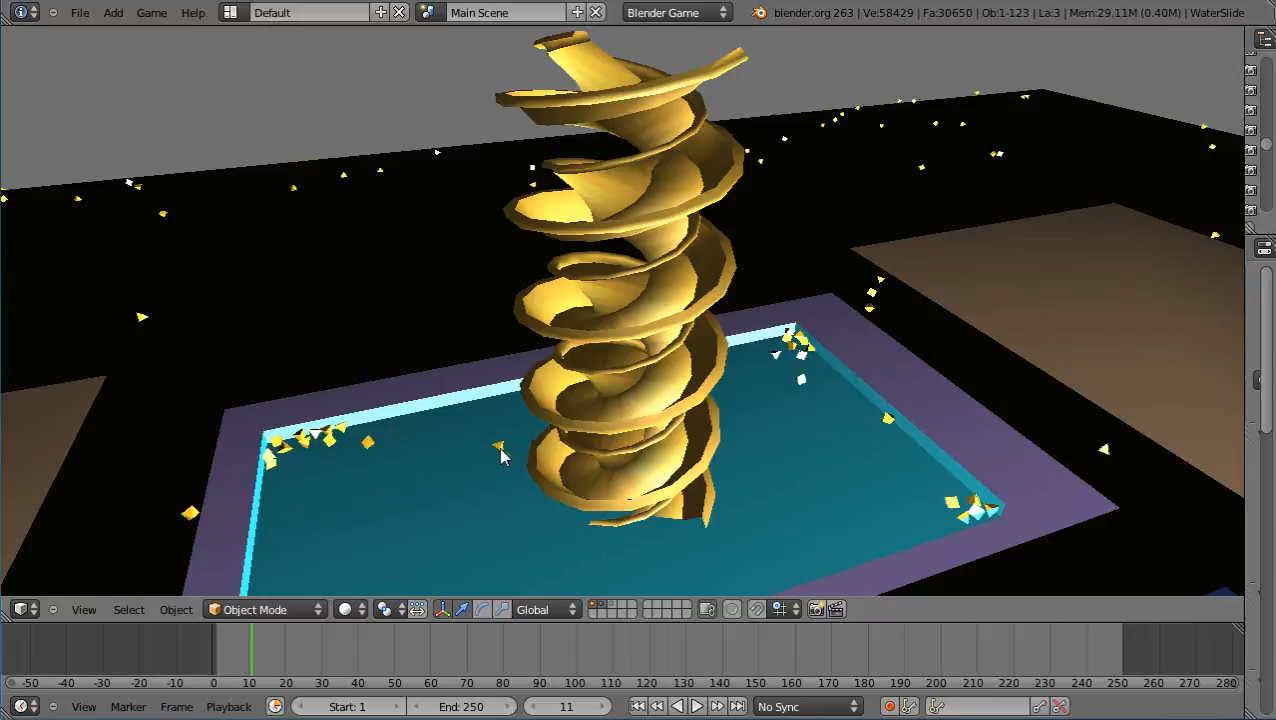 File Add Game Help Default Main Scene Blender Game blender.org 263 | Ve:58429 | Fa:30650 | Ob:1-123 | La:3 | Mem:29.11M (0.40M) | WaterSlide
View Select Object Object Mode Global
-50 -40 -30 -20 -10 0 10 20 30 40 50 60 70 80 90 100 110 120 130 140 150 160 170 180 190 200 210 220 230 240 250 260 270 280
View Marker Frame Playback Start: 1 End: 250 11 No Sync